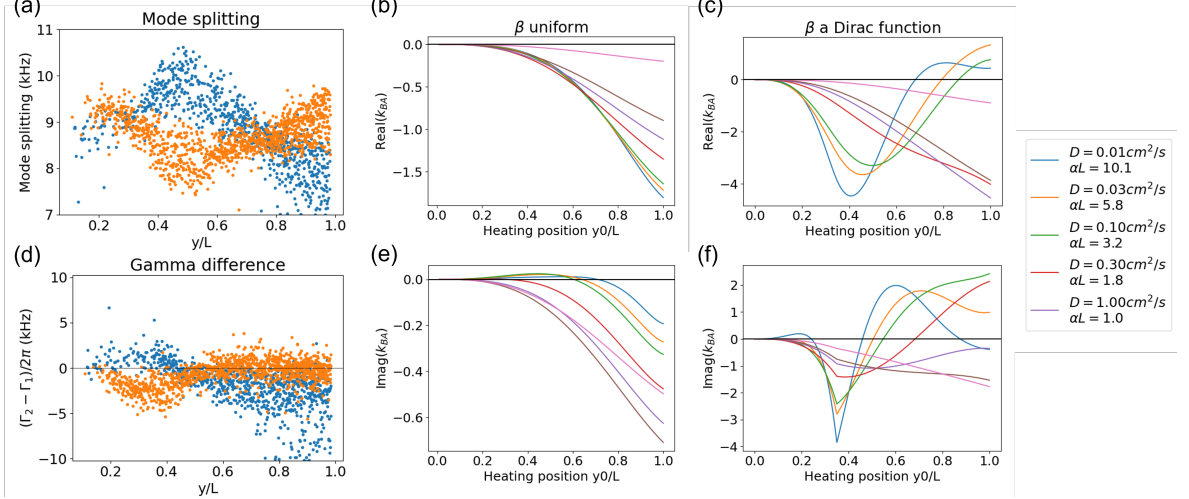 (a)
Mode splitting
Mode splitting (kHz)
11
10
9
8
7
0.2
0.4
0.6
0.8
1.0
y/L
(b)
β uniform
Real(k_BA)
0.0
−0.5
−1.0
−1.5
0.0
0.2
0.4
0.6
0.8
1.0
Heating position y0/L
(c)
β a Dirac function
Real(k_BA)
0
−2
−4
0.0
0.2
0.4
0.6
0.8
1.0
Heating position y0/L
D = 0.01cm²/s
αL = 10.1
D = 0.03cm²/s
αL = 5.8
D = 0.10cm²/s
αL = 3.2
D = 0.30cm²/s
αL = 1.8
D = 1.00cm²/s
αL = 1.0
(d)
Gamma difference
(Γ₂ − Γ₁)/2π (kHz)
10
5
0
−5
−10
0.2
0.4
0.6
0.8
1.0
y/L
(e)
Imag(k_BA)
0.0
−0.2
−0.4
−0.6
0.0
0.2
0.4
0.6
0.8
1.0
Heating position y0/L
(f)
Imag(k_BA)
2
1
0
−1
−2
−3
−4
0.0
0.2
0.4
0.6
0.8
1.0
Heating position y0/L